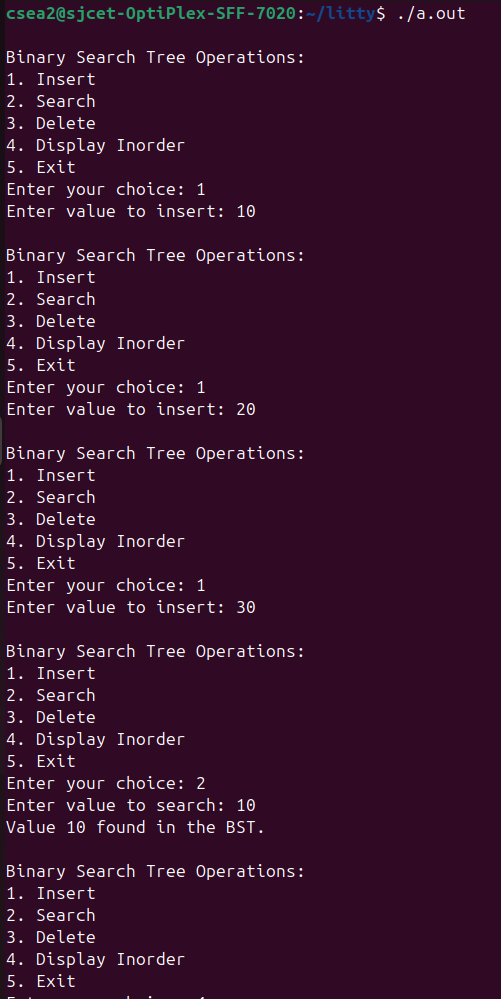 csea2@sjcet-OptiPlex-SFF-7020:~/litty$ ./a.out

Binary Search Tree Operations:
1. Insert
2. Search
3. Delete
4. Display Inorder
5. Exit
Enter your choice: 1
Enter value to insert: 10

Binary Search Tree Operations:
1. Insert
2. Search
3. Delete
4. Display Inorder
5. Exit
Enter your choice: 1
Enter value to insert: 20

Binary Search Tree Operations:
1. Insert
2. Search
3. Delete
4. Display Inorder
5. Exit
Enter your choice: 1
Enter value to insert: 30

Binary Search Tree Operations:
1. Insert
2. Search
3. Delete
4. Display Inorder
5. Exit
Enter your choice: 2
Enter value to search: 10
Value 10 found in the BST.

Binary Search Tree Operations:
1. Insert
2. Search
3. Delete
4. Display Inorder
5. Exit